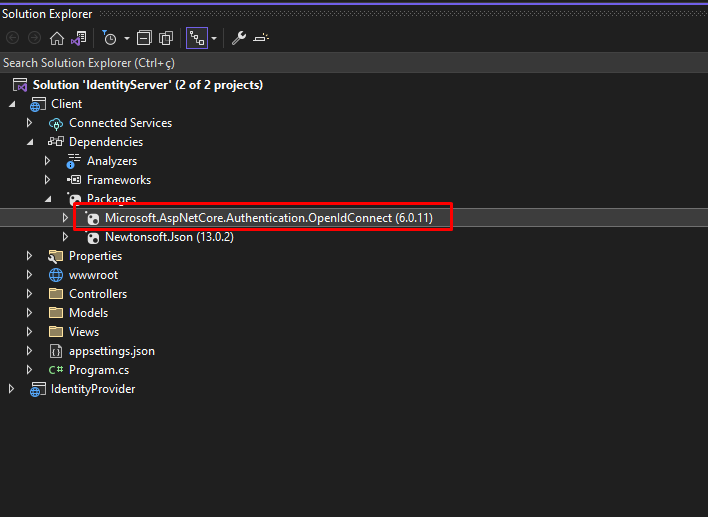 Solution Explorer
Search Solution Explorer (Ctrl+ç)
Solution 'IdentityServer' (2 of 2 projects)
Client
Connected Services
Dependencies
Analyzers
Frameworks
Packages
Microsoft.AspNetCore.Authentication.OpenIdConnect (6.0.11)
Newtonsoft.Json (13.0.2)
Properties
wwwroot
Controllers
Models
Views
appsettings.json
C# Program.cs
IdentityProvider